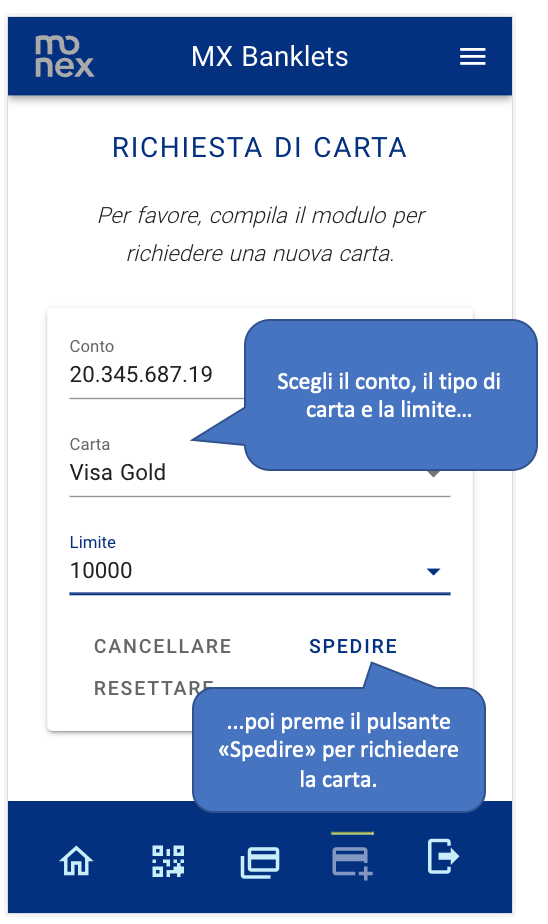 monex
MX Banklets
RICHIESTA DI CARTA
Per favore, compila il modulo per
richiedere una nuova carta.
Conto
20.345.687.19
Scegli il conto, il tipo di
carta e la limite...
Carta
Visa Gold
Limite
10000
CANCELLARE
SPEDIRE
RESETTARE
...poi preme il pulsante
«Spedire» per richiedere
la carta.